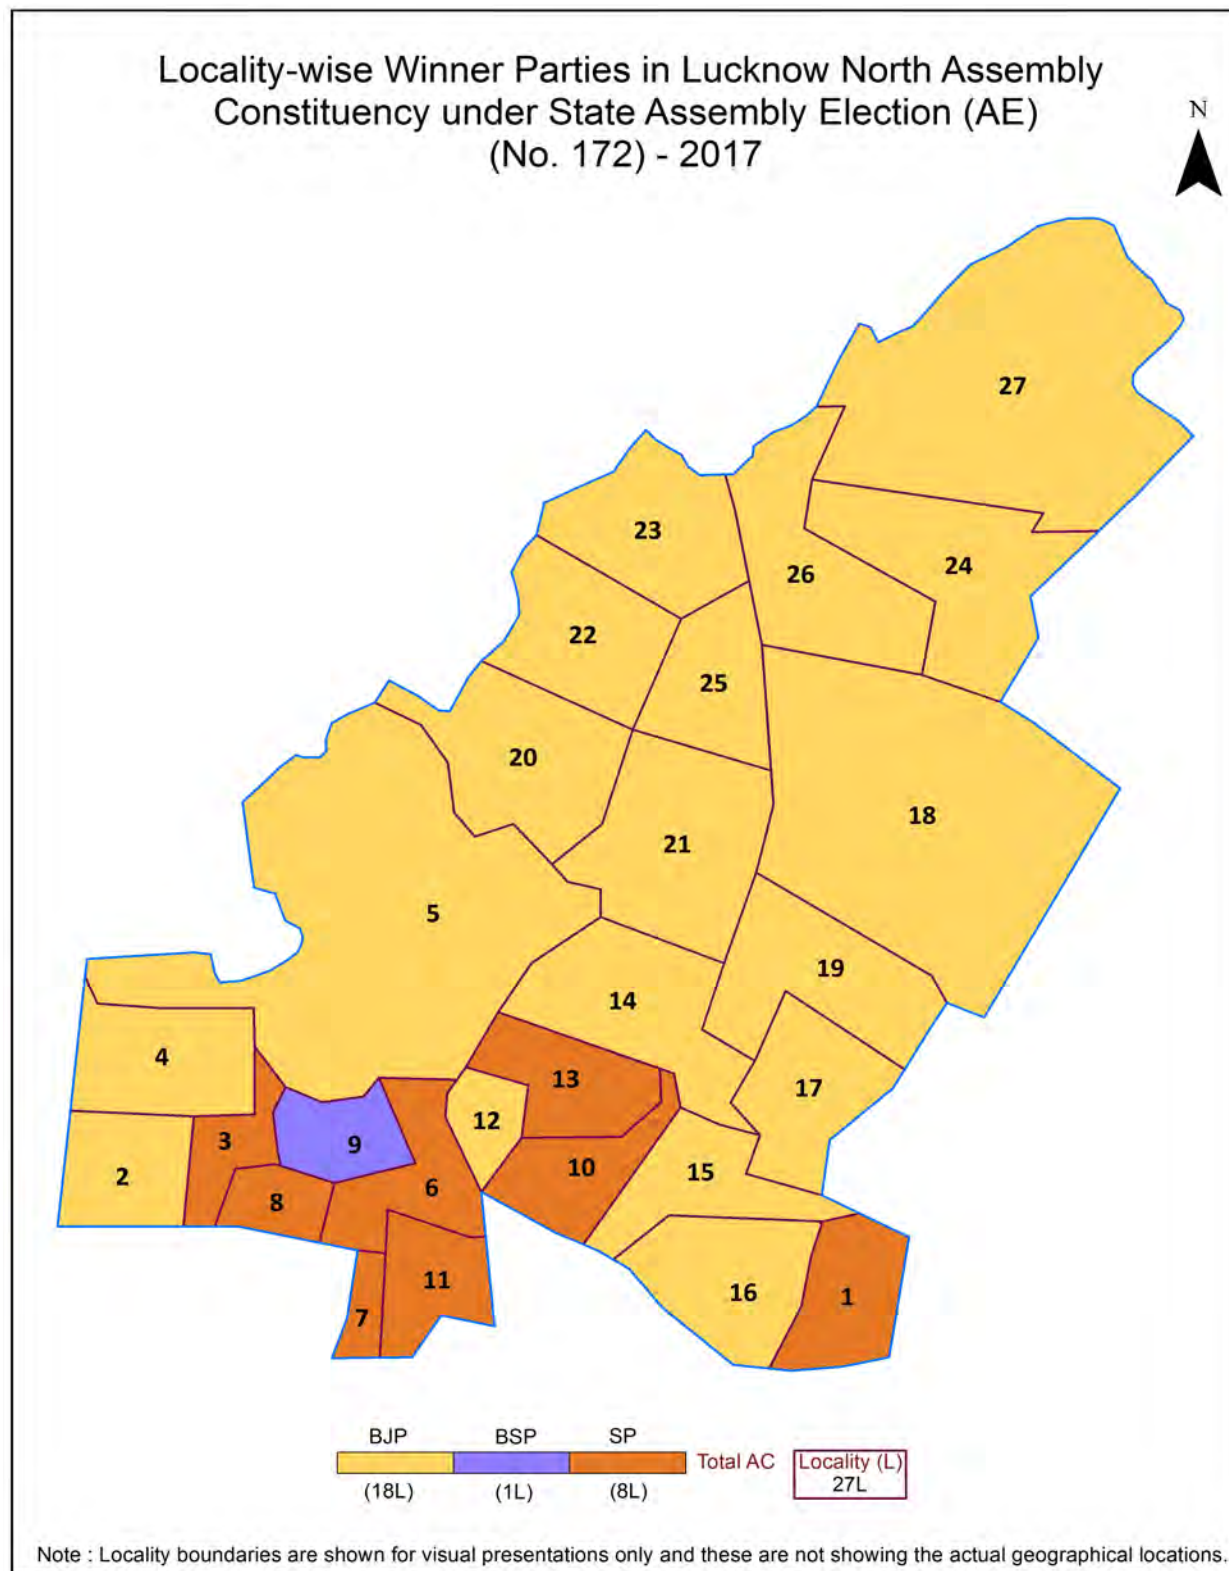 Locality-wise Winner Parties in Lucknow North Assembly
Constituency under State Assembly Election (AE)
(No. 172) - 2017
N
27
23
24
26
22
25
20
18
21
5
19
14
4
13
17
12
3
9
10
15
2
6
8
11
16
1
7
BJP BSP SP
Total AC
Locality (L)
27L
(18L) (1L) (8L)
Note : Locality boundaries are shown for visual presentations only and these are not showing the actual geographical locations.